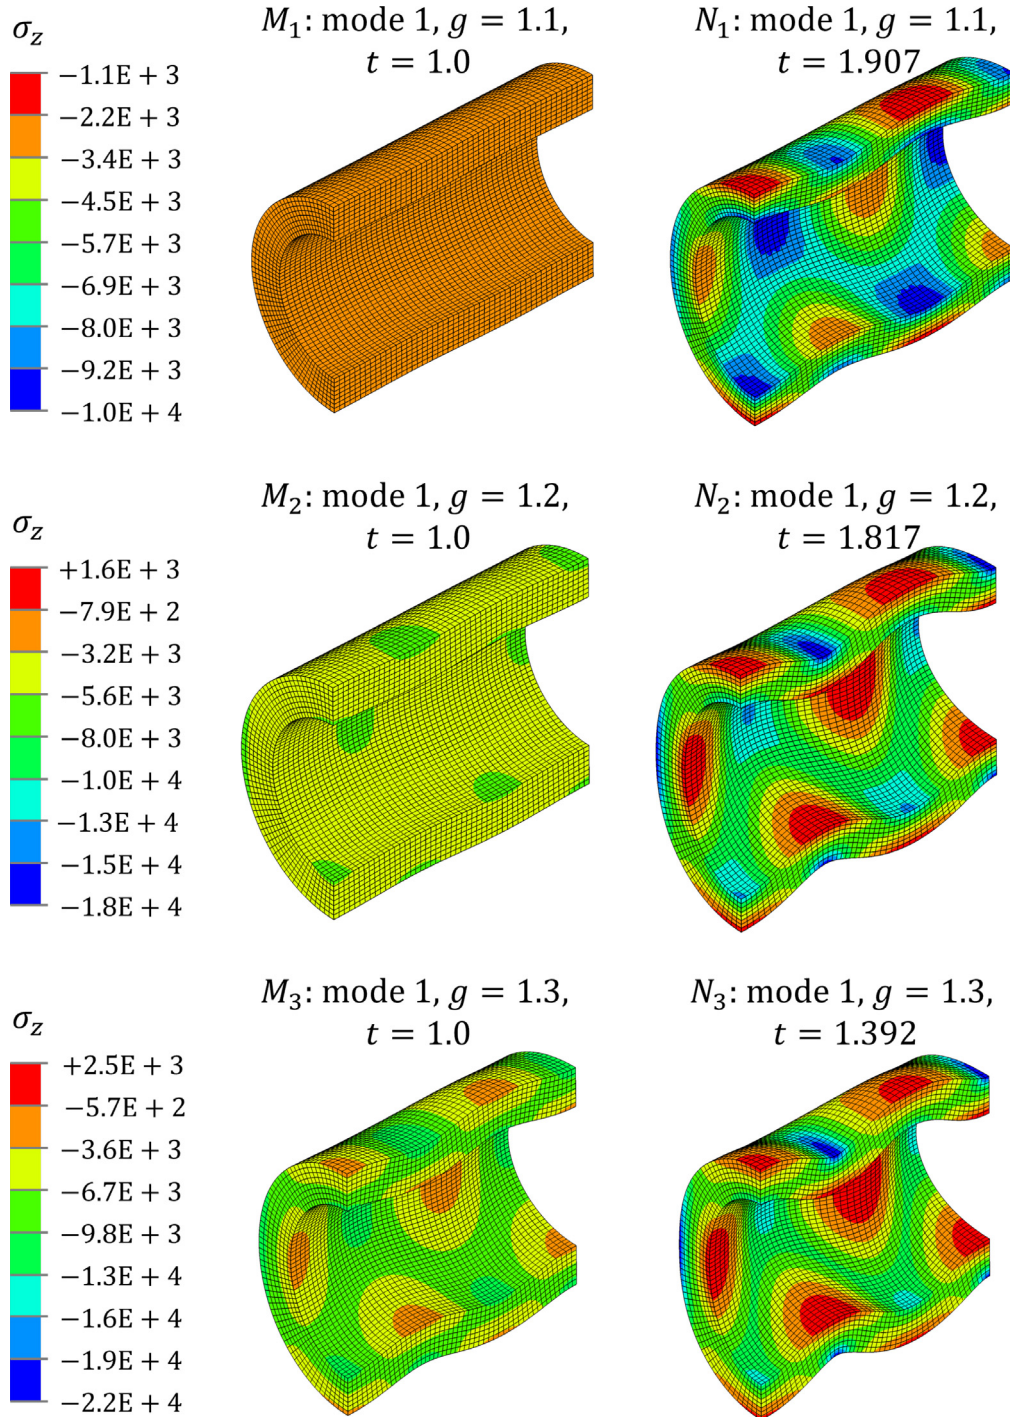 M₁: mode 1, g = 1.1,
t = 1.0
N₁: mode 1, g = 1.1,
t = 1.907
σ_z
−1.1E + 3
−2.2E + 3
−3.4E + 3
−4.5E + 3
−5.7E + 3
−6.9E + 3
−8.0E + 3
−9.2E + 3
−1.0E + 4
M₂: mode 1, g = 1.2,
t = 1.0
N₂: mode 1, g = 1.2,
t = 1.817
σ_z
+1.6E + 3
−7.9E + 2
−3.2E + 3
−5.6E + 3
−8.0E + 3
−1.0E + 4
−1.3E + 4
−1.5E + 4
−1.8E + 4
M₃: mode 1, g = 1.3,
t = 1.0
N₃: mode 1, g = 1.3,
t = 1.392
σ_z
+2.5E + 3
−5.7E + 2
−3.6E + 3
−6.7E + 3
−9.8E + 3
−1.3E + 4
−1.6E + 4
−1.9E + 4
−2.2E + 4